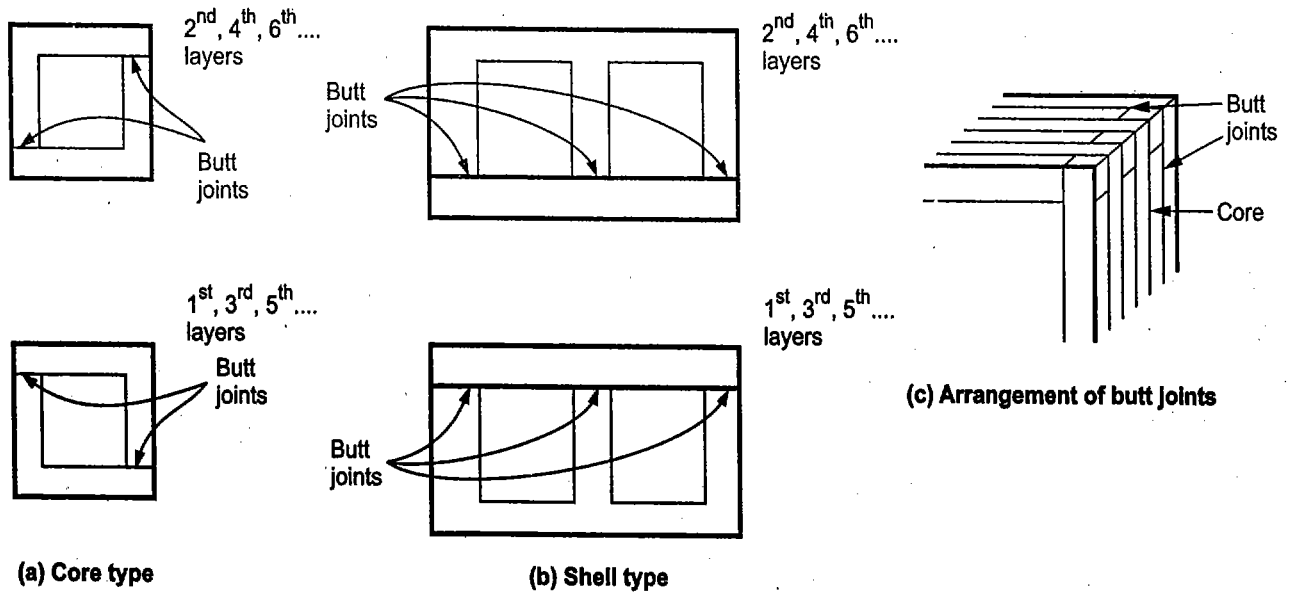 2nd, 4th, 6th....
layers
Butt
joints
2nd, 4th, 6th....
layers
Butt
joints
Butt
joints
Core
1st, 3rd, 5th....
layers
Butt
joints
1st, 3rd, 5th....
layers
Butt
joints
(c) Arrangement of butt joints
(a) Core type
(b) Shell type